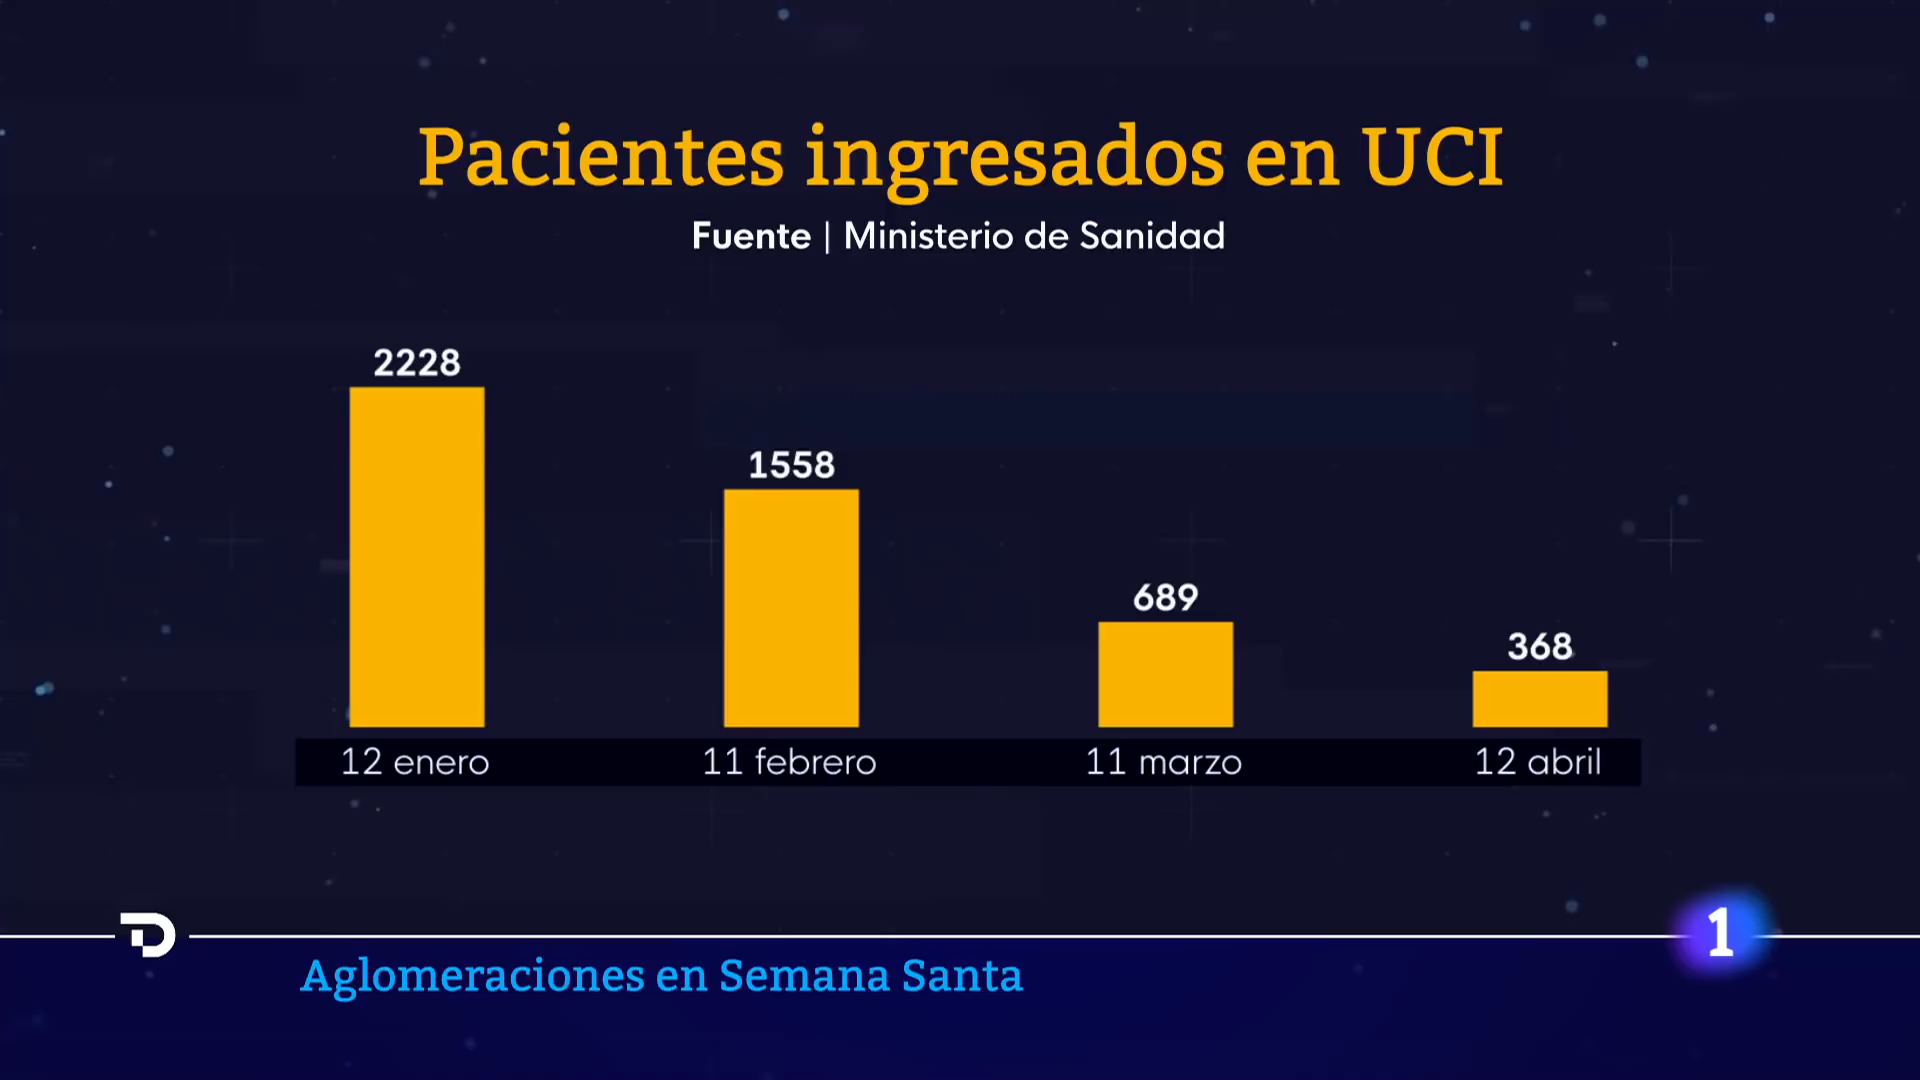 Pacientes ingresados en UCI
Fuente | Ministerio de Sanidad
2228
1558
689
368
12 enero
11 febrero
11 marzo
12 abril
1
Aglomeraciones en Semana Santa